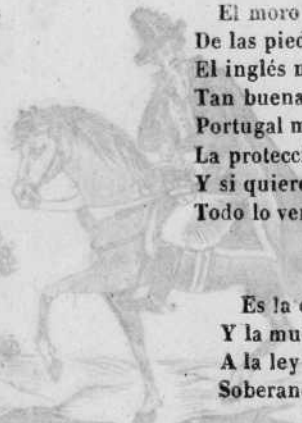 El moro
De las pied
El inglés
Tan buena
Portugal
La protecci
Y si quiere
Todo lo ver
Es la
Y la mu
A la ley
Soberan